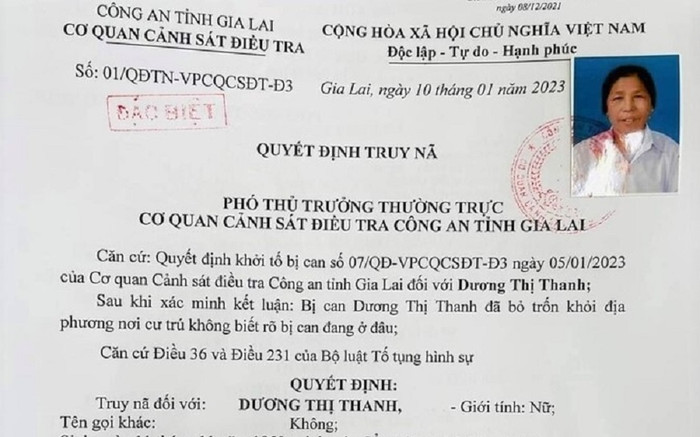 ngày 08/12/2021
CÔNG AN TỈNH GIA LAI
CƠ QUAN CẢNH SÁT ĐIỀU TRA
CỘNG HÒA XÃ HỘI CHỦ NGHĨA VIỆT NAM
Độc lập - Tự do - Hạnh phúc
Số: 01/QĐTN-VPCQCSĐT-Đ3
Gia Lai, ngày 10 tháng 01 năm 2023
ĐẶC BIỆT
QUYẾT ĐỊNH TRUY NÃ
PHÓ THỦ TRƯỞNG THƯỜNG TRỰC
CƠ QUAN CẢNH SÁT ĐIỀU TRA CÔNG AN TỈNH GIA LAI
Căn cứ: Quyết định khởi tố bị can số 07/QĐ-VPCQCSĐT-Đ3 ngày 05/01/2023
của Cơ quan Cảnh sát điều tra Công an tỉnh Gia Lai đối với Dương Thị Thanh;
Sau khi xác minh kết luận: Bị can Dương Thị Thanh đã bỏ trốn khỏi địa
phương nơi cư trú không biết rõ bị can đang ở đâu;
Căn cứ Điều 36 và Điều 231 của Bộ luật Tố tụng hình sự
QUYẾT ĐỊNH:
Truy nã đối với: DƯƠNG THỊ THANH, - Giới tính: Nữ;
Tên gọi khác: Không;